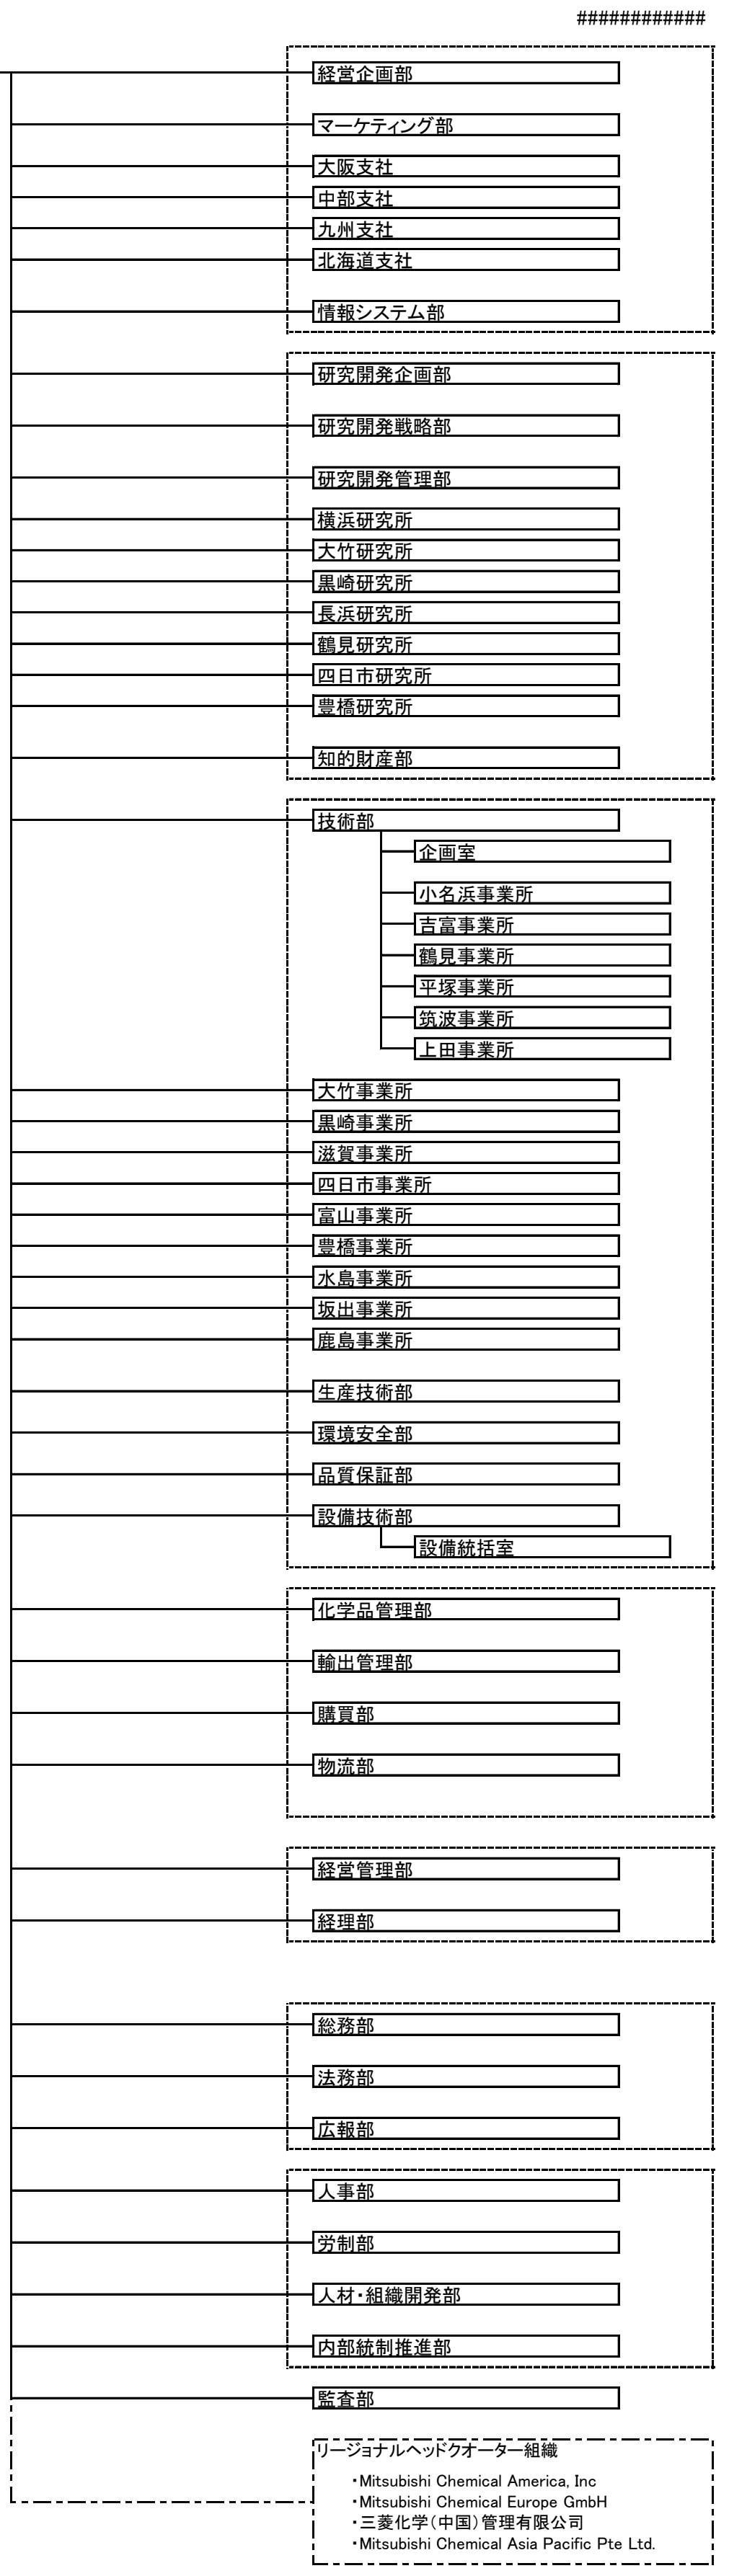 ############
経営企画部
マーケティング部
大阪支社
中部支社
九州支社
北海道支社
情報システム部
研究開発企画部
研究開発戦略部
研究開発管理部
横浜研究所
大竹研究所
黒崎研究所
長浜研究所
鶴見研究所
四日市研究所
豊橋研究所
知的財産部
技術部
企画室
小名浜事業所
吉富事業所
鶴見事業所
平塚事業所
筑波事業所
上田事業所
大竹事業所
黒崎事業所
滋賀事業所
四日市事業所
富山事業所
豊橋事業所
水島事業所
坂出事業所
鹿島事業所
生産技術部
環境安全部
品質保証部
設備技術部
設備統括室
化学品管理部
輸出管理部
購買部
物流部
経営管理部
経理部
総務部
法務部
広報部
人事部
労制部
人材・組織開発部
内部統制推進部
監査部
リージョナルヘッドクオーター組織
・Mitsubishi Chemical America, Inc
・Mitsubishi Chemical Europe GmbH
・三菱化学（中国）管理有限公司
・Mitsubishi Chemical Asia Pacific Pte Ltd.